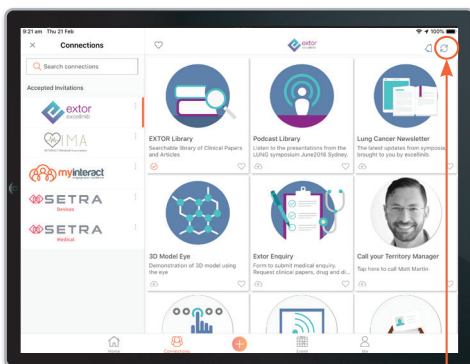 9:21 am Thu 21 Feb
100%
Connections
Search connections
Accepted Invitations
extor
excellinib
IMA
myinteract
SETRA
Devices
SETRA
Medical
extor
excellinib
EXTOR Library
Searchable library of Clinical Papers
and Articles
Podcast Library
Listen to the presentations from the
LUNG symposium June2018 Sydney.
Lung Cancer Newsletter
The latest updates from symposia,
brought to you by excellinib.
3D Model Eye
Demonstration of 3D model using
the eye
Extor Enquiry
Form to submit medical enquiry.
Request clinical papers, drug and di...
Call your Territory Manager
Tap here to call Matt Martin
Home
Connections
Event
Me